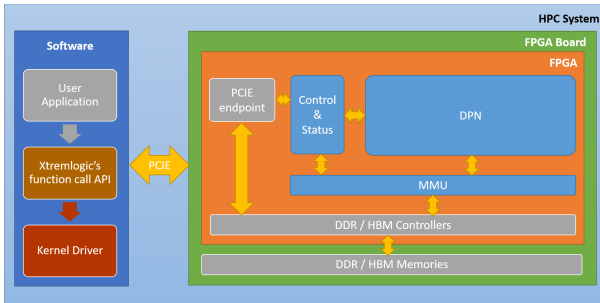 HPC System
Software
User
Application
Xtremlogic's
function call API
Kernel Driver
PCIE
FPGA Board
FPGA
PCIE
endpoint
Control
&
Status
DPN
MMU
DDR / HBM Controllers
DDR / HBM Memories